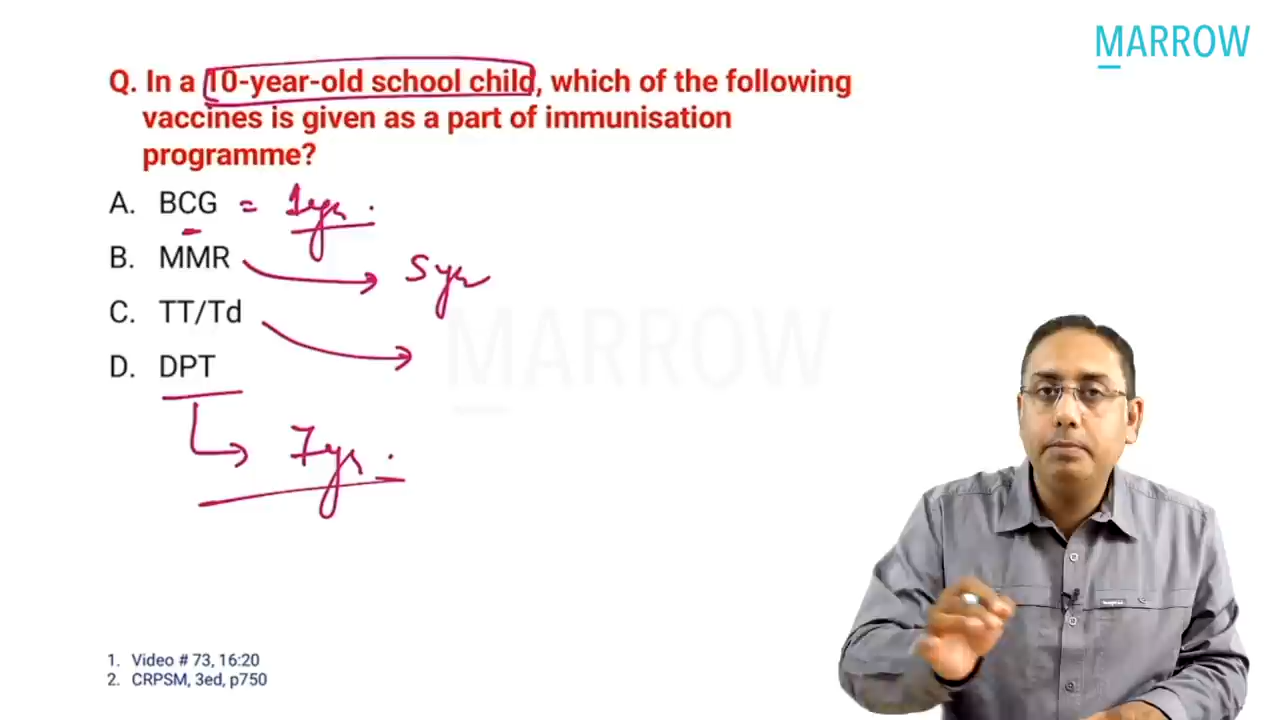 MARROW
Q. In a 10-year-old school child, which of the following
vaccines is given as a part of immunisation
programme?
A. BCG = 1yr.
B. MMR → 5yr
C. TT/Td →
D. DPT
7yr.
MARROW
1. Video # 73, 16:20
2. CRPSM, 3ed, p750